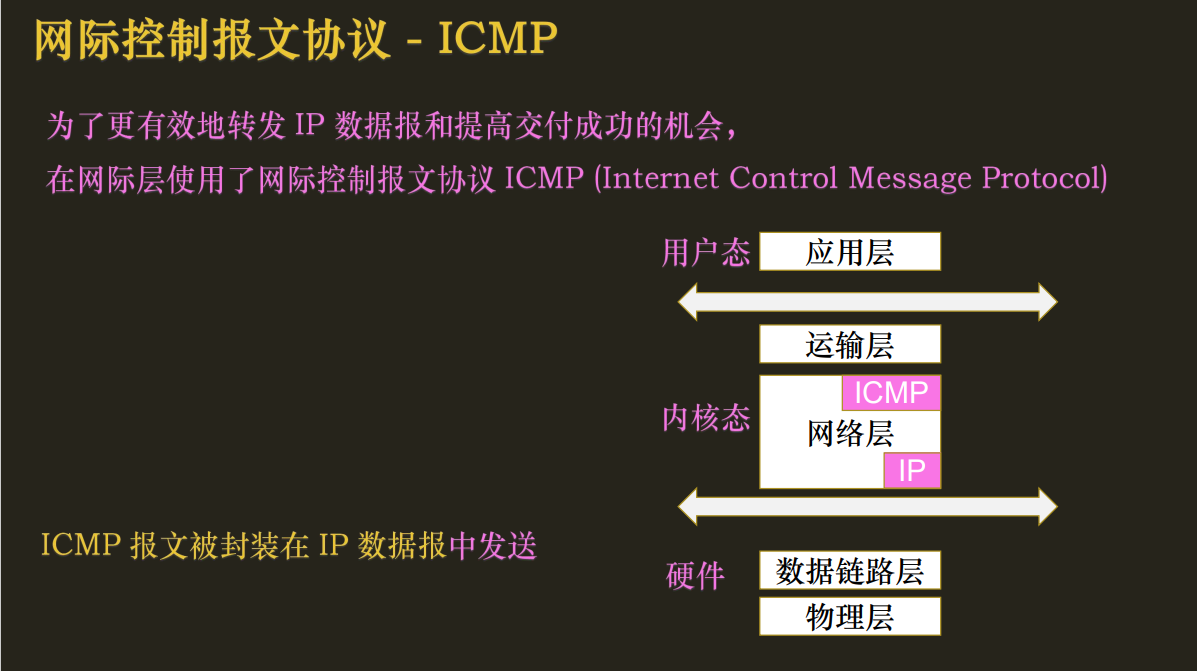 网际控制报文协议 - ICMP
为了更有效地转发 IP 数据报和提高交付成功的机会，
在网际层使用了网际控制报文协议 ICMP (Internet Control Message Protocol)
用户态 应用层
运输层
ICMP
内核态 网络层
IP
ICMP 报文被封装在 IP 数据报中发送
硬件 数据链路层
物理层